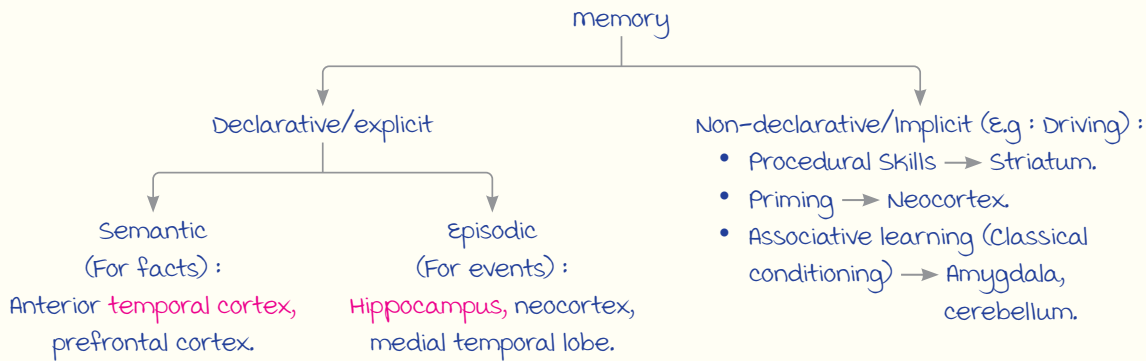 memory
Declarative/explicit
Semantic
(For facts) :
Anterior temporal cortex,
prefrontal cortex.
Episodic
(For events) :
Hippocampus, neocortex,
medial temporal lobe.
Non-declarative/Implicit (E.g : Driving) :
• Procedural Skills → Striatum.
• Priming → Neocortex.
• Associative learning (Classical
conditioning) → Amygdala,
cerebellum.